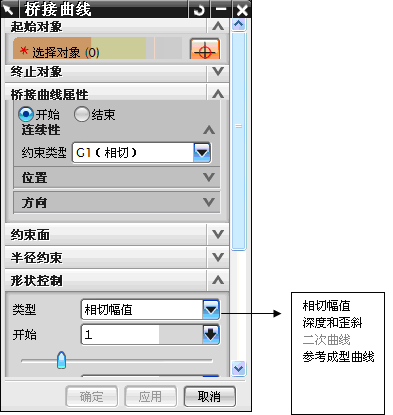 桥接曲线
起始对象
* 选择对象 (0)
终止对象
桥接曲线属性
开始 结束
连续性
约束类型 G1（相切）
位置
方向
约束面
半径约束
形状控制
类型 相切幅值
开始 1
确定 应用 取消
相切幅值
深度和歪斜
二次曲线
参考成型曲线